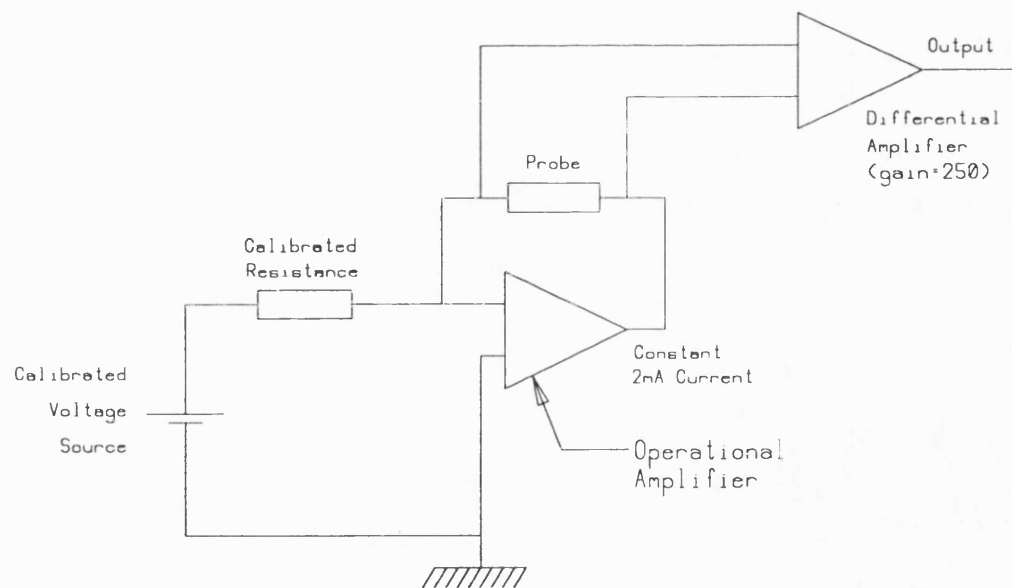 Output
Differential
Amplifier
(gain=250)
Probe
Calibrated
Resistance
Constant
2mA Current
Calibrated
Voltage
Source
Operational
Amplifier